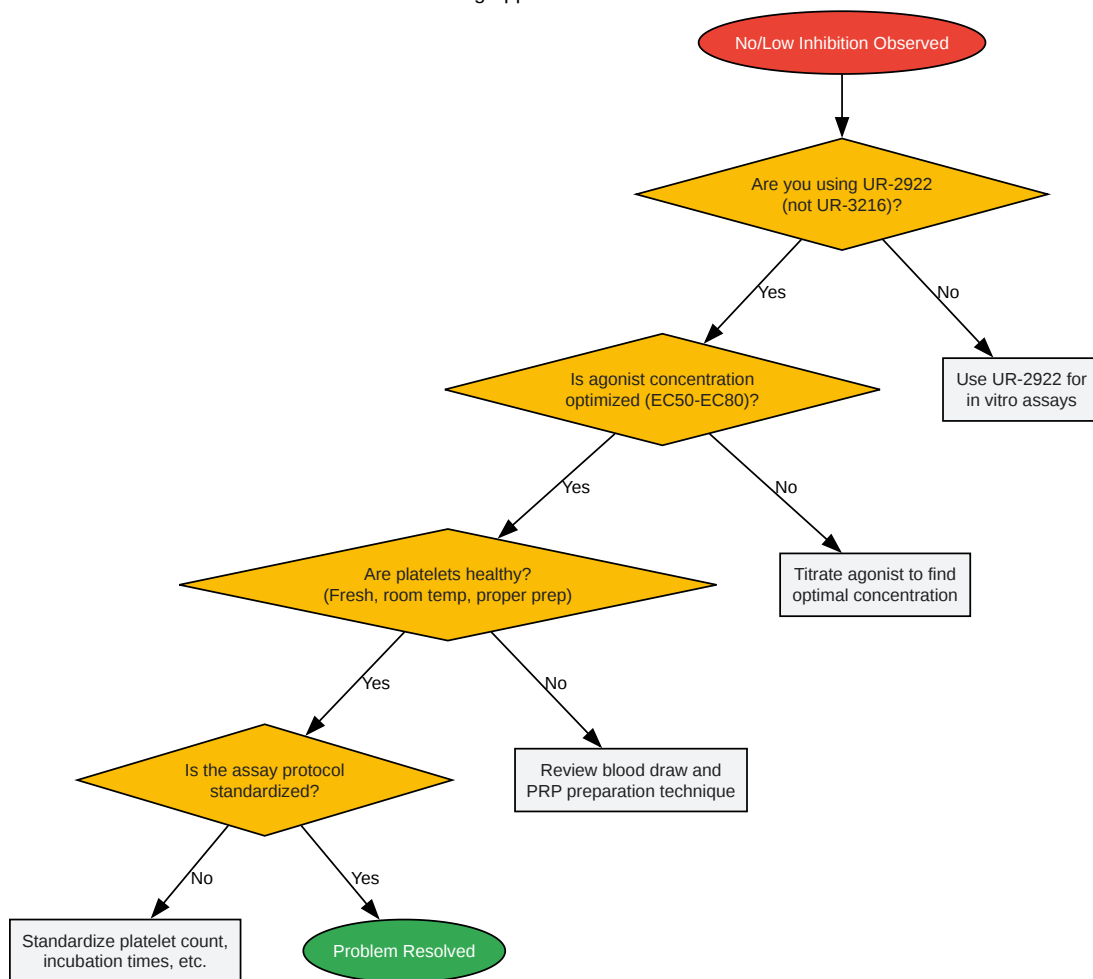 No/Low Inhibition Observed
Are you using UR-2922
(not UR-3216)?
Yes
No
Is agonist concentration
optimized (EC50-EC80)?
Use UR-2922 for
in vitro assays
Yes
No
Are platelets healthy?
(Fresh, room temp, proper prep)
Titrate agonist to find
optimal concentration
Yes
No
Is the assay protocol
standardized?
Review blood draw and
PRP preparation technique
No
Yes
Standardize platelet count,
incubation times, etc.
Problem Resolved